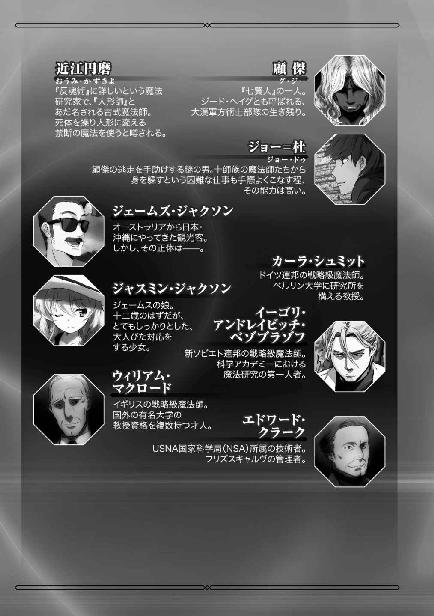 近江円磨
おうみ・かずきよ
『反魂術』に詳しいという魔法
研究家で、『人形師』と
あだ名される古式魔法師。
死体を操り人形に変える
禁断の魔法を使うと噂される。
顧傑
グ・ジー
『七賢人』の一人。
ジード・ヘイグとも呼ばれる、
大漢軍方術士部隊の生き残り。
ジョー=杜
ジョー・ドゥ
顧傑の逃走を手助けする謎の男。十師族の魔法師たちから
身を躱すという困難な仕事も手際よくこなす程、
その能力は高い。
ジェームズ・ジャクソン
オーストラリアから日本・
沖縄にやってきた観光客。
しかし、その正体は――。
カーラ・シュミット
ドイツ連邦の戦略級魔法師。
ベルリン大学に研究所を
構える教授。
ジャスミン・ジャクソン
ジェームスの娘。
十二歳のはずだが、
とてもしっかりとした、
大人びた対応を
する少女。
イーゴリ・
アンドレイビッチ・
ベゾブラゾフ
新ソビエト連邦の戦略級魔法師。
科学アカデミーにおける
魔法研究の第一人者。
ウィリアム・
マクロード
イギリスの戦略級魔法師。
国外の有名大学の
教授資格を複数持つ才人。
エドワード・
クラーク
USNA国家科学局(NSA)所属の技術者。
フリズスキャルヴの管理者。